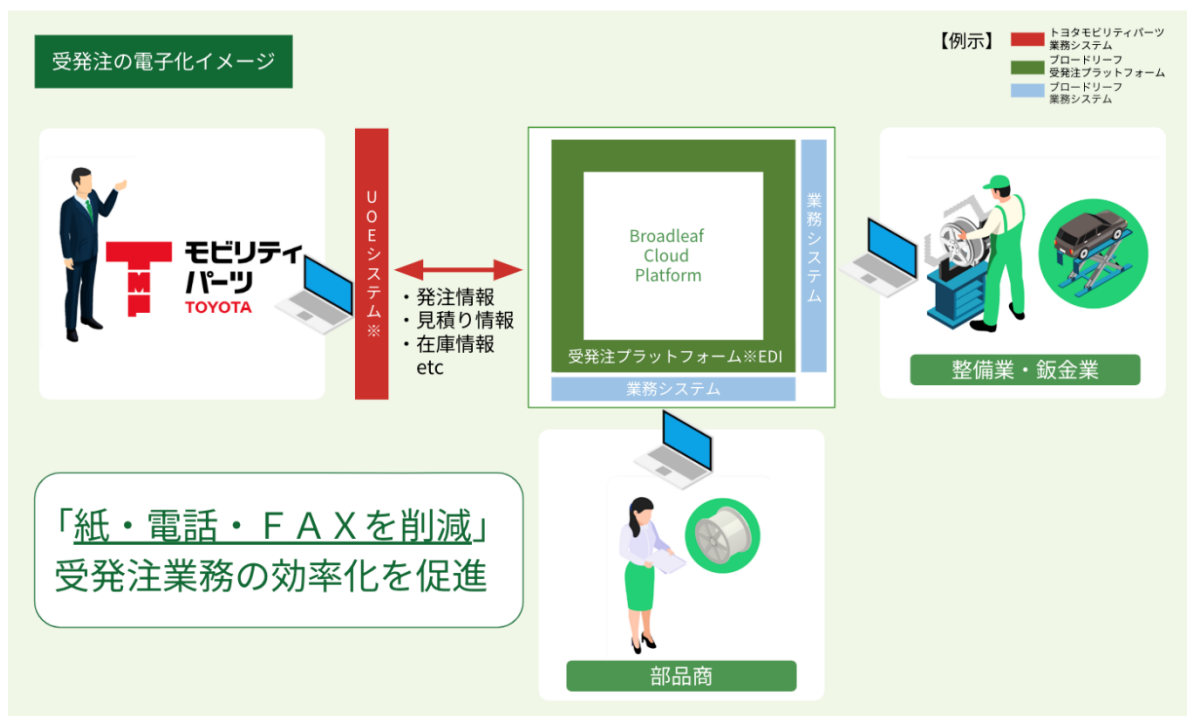 受発注の電子化イメージ
【例示】
トヨタモビリティパーツ
業務システム
ブロードリーフ
受発注プラットフォーム
ブロードリーフ
業務システム
TMP
モビリティ
パーツ
TOYOTA
UOEシステム※
・発注情報
・見積り情報
・在庫情報
etc
Broadleaf
Cloud
Platform
受発注プラットフォーム※EDI
業務システム
業務システム
整備業・鈑金業
「紙・電話・ＦＡＸを削減」
受発注業務の効率化を促進
部品商